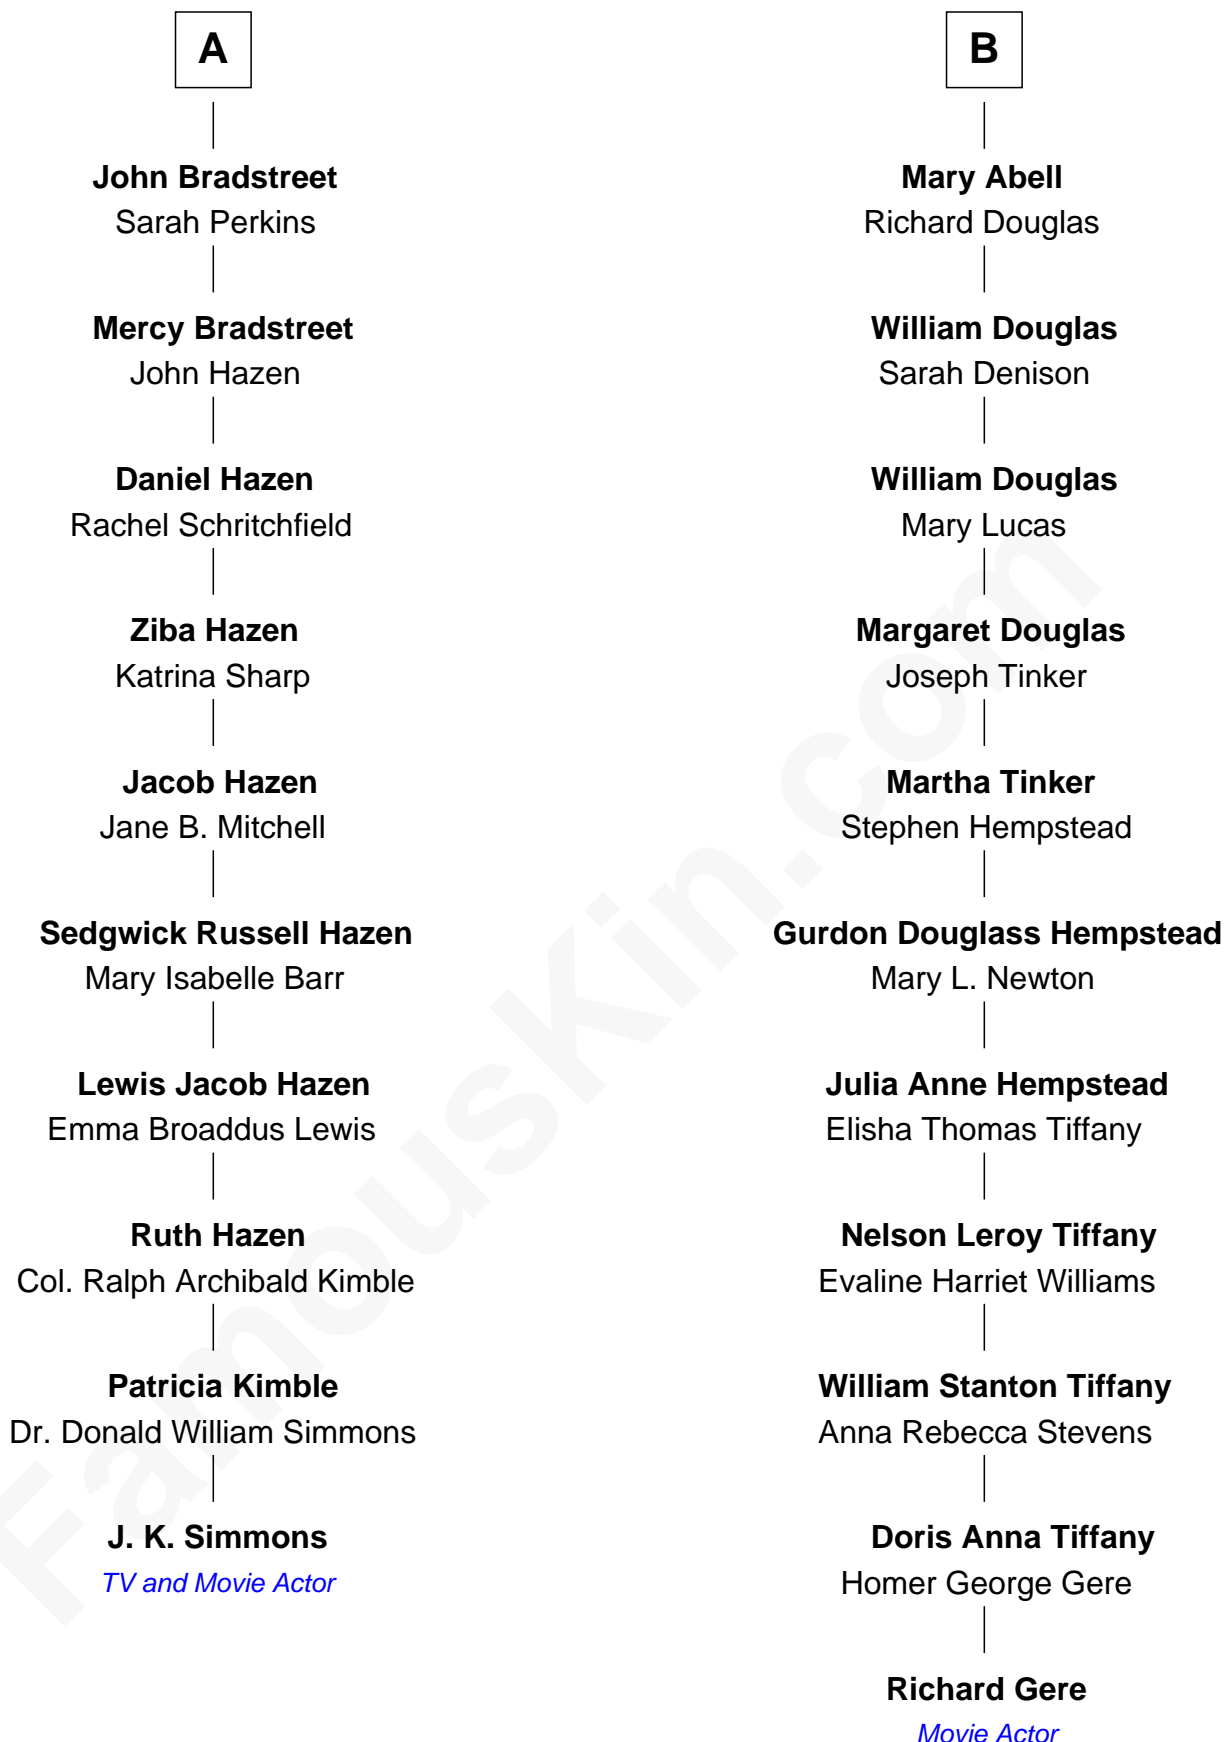 A
John Bradstreet
Sarah Perkins
Mercy Bradstreet
John Hazen
Daniel Hazen
Rachel Schritchfield
Ziba Hazen
Katrina Sharp
Jacob Hazen
Jane B. Mitchell
Sedgwick Russell Hazen
Mary Isabelle Barr
Lewis Jacob Hazen
Emma Broaddus Lewis
Ruth Hazen
Col. Ralph Archibald Kimble
Patricia Kimble
Dr. Donald William Simmons
J. K. Simmons
TV and Movie Actor
B
Mary Abell
Richard Douglas
William Douglas
Sarah Denison
William Douglas
Mary Lucas
Margaret Douglas
Joseph Tinker
Martha Tinker
Stephen Hempstead
Gurdon Douglass Hempstead
Mary L. Newton
Julia Anne Hempstead
Elisha Thomas Tiffany
Nelson Leroy Tiffany
Evaline Harriet Williams
William Stanton Tiffany
Anna Rebecca Stevens
Doris Anna Tiffany
Homer George Gere
Richard Gere
Movie Actor
FamousKin.com